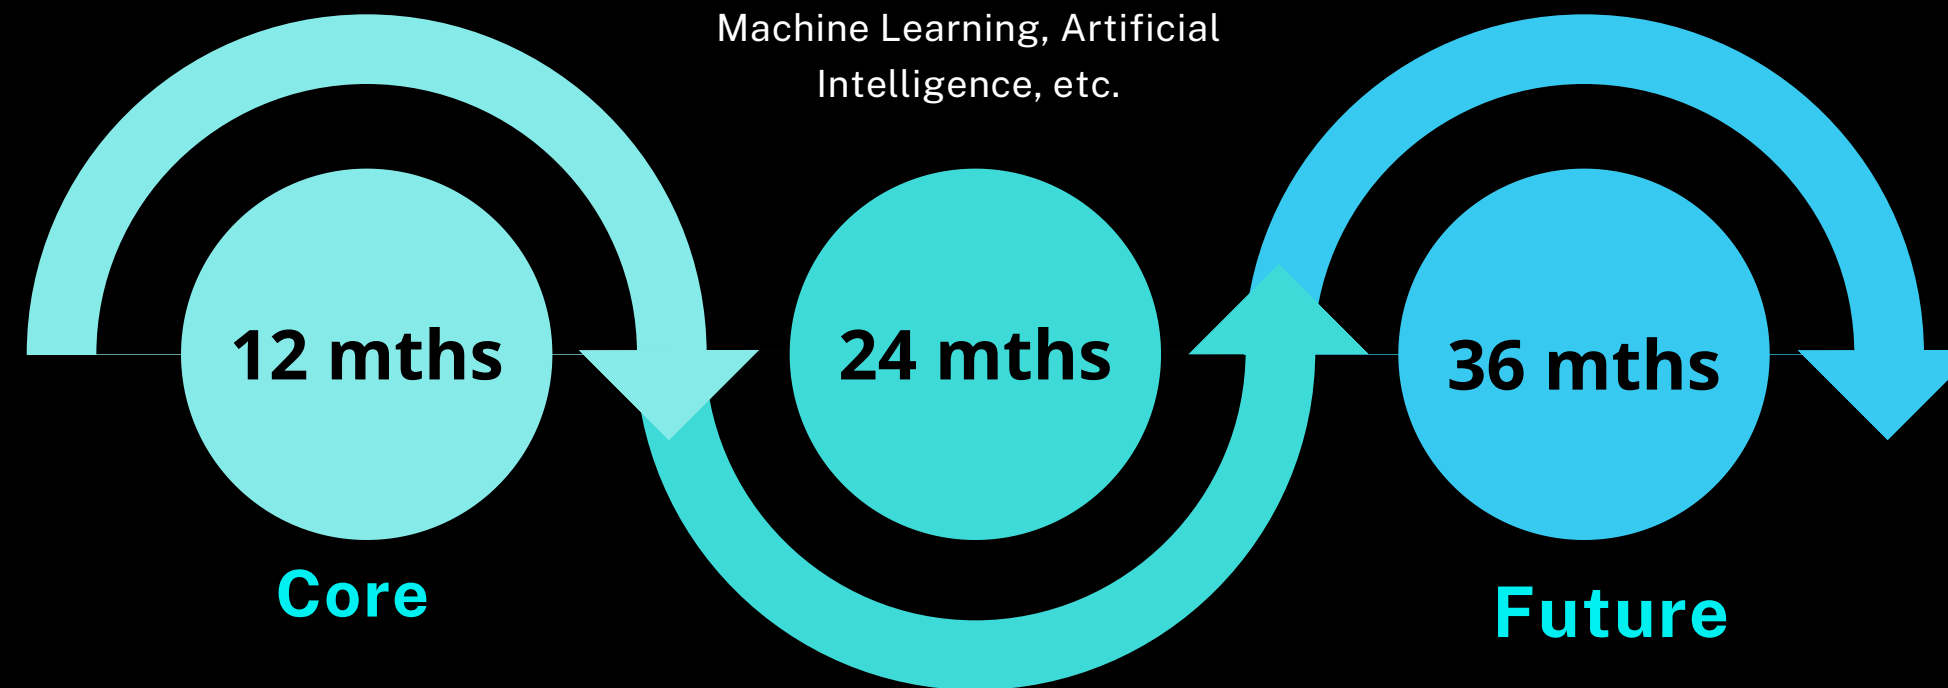 Machine Learning, Artificial
Intelligence, etc.
12 mths
24 mths
36 mths
Core
Future